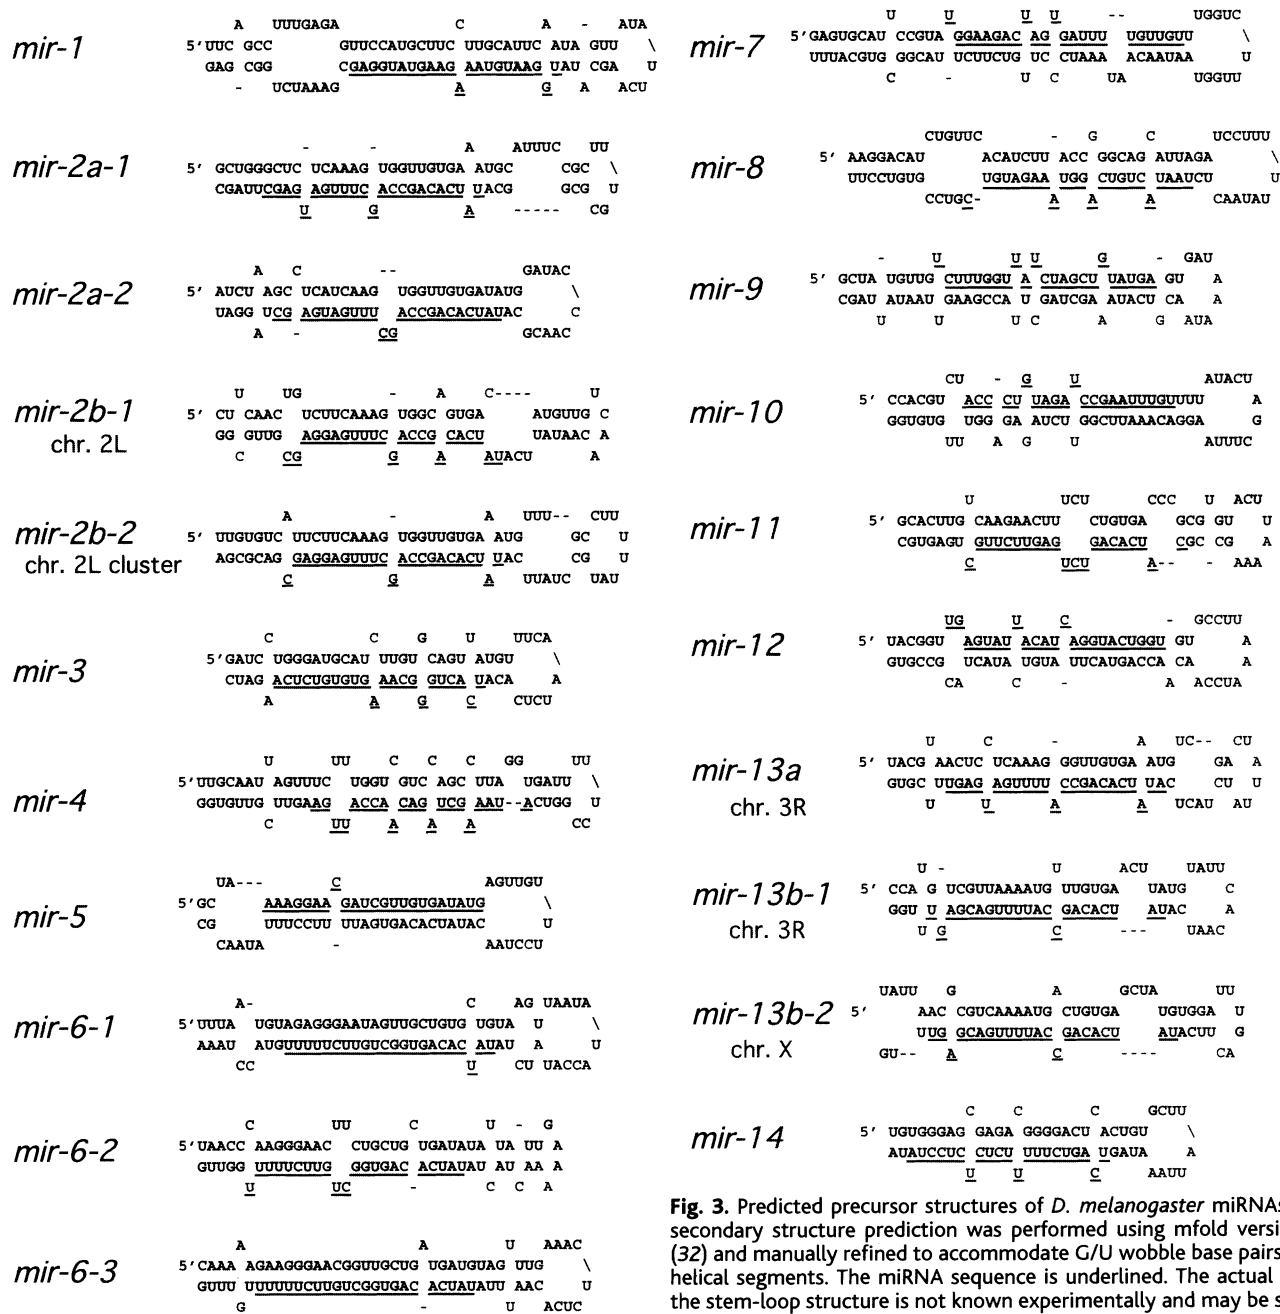 mir-1
A UUUGAGA C A - AUA
5'UUC GCC GUUCCAUGCUUC UUGCAUUC AUA GUU \
GAG CGG CGAGGUAUGAAG AAUGUAAG UAU CGA U
- UCUAAAG A G A ACU
mir-2a-1
- - A AUUUC UU
5' GCUGGGCUC UCAAAG UGGUUGUGA AUGC CGC \
CGAUUCGAG AGUUUC ACCGACACU UACG GCG U
U G A ----- CG
mir-2a-2
A C -- GAUAC
5' AUCU AGC UCAUCAAG UGGUUGUGAUAUG \
UAGG UCG AGUAGUUU ACCGACACUAUAC C
A - CG GCAAC
mir-2b-1
chr. 2L
U UG - A C---- U
5' CU CAAC UCUUCAAAG UGGC GUGA AUGUUG C
GG GUUG AGGAGUUUC ACCG CACU UAUAAC A
C CG G A AUACU A
mir-2b-2
chr. 2L cluster
A - A UUU-- CUU
5' UUGUGUC UUCUUCAAAG UGGUUGUGA AUG GC U
AGCGCAG GAGGAGUUUC ACCGACACU UAC CG U
C G A UUAUC UAU
mir-3
C C G U UUCA
5'GAUC UGGGAUGCAU UUGU CAGU AUGU \
CUAG ACUCUGUGUG AACG GUCA UACA A
A A G C CUCU
mir-4
U UU C C C GG UU
5'UUGCAAU AGUUUC UGGU GUC AGC UUA UGAUU \
GGUGUUG UUGAAG ACCA CAG UCG AAU--ACUGG U
C UU A A A CC
mir-5
UA--- C AGUUGU
5'GC AAAGGAA GAUCGUUGUGAUAUG \
CG UUUCCUU UUAGUGACACUAUAC U
CAAUA - AAUCCU
mir-6-1
A- C AG UAAUA
5'UUUA UGUAGAGGGAAUAGUUGCUGUG UGUA U \
AAAU AUGUUUUUCUUGUCGGUGACAC AUAU A U
CC U CU UACCA
mir-6-2
C UU C U - G
5'UAACC AAGGGAAC CUGCUG UGAUAUA UA UU A
GUUGG UUUUCUUG GGUGAC ACUAUAU AU AA A
U UC - C C A
mir-6-3
A A U AAAC
5'CAAA AGAAGGGAACGGUUGCUG UGAUGUAG UUG \
GUUU UUUUUUCUUGUCGGUGAC ACUAUAUU AAC U
G - U ACUC
mir-7
U U U U -- UGGUC
5'GAGUGCAU CCGUA GGAAGAC AG GAUUU UGUUGUU \
UUUACGUG GGCAU UCUUCUG UC CUAAA ACAAUAA U
C - U C UA UGGUU
mir-8
CUGUUC - G C UCCUUU
5' AAGGACAU ACAUCUU ACC GGCAG AUUAGA \
UUCCUGUG UGUAGAA UGG CUGUC UAAUCU U
CCUGC- A A A CAAUAU
mir-9
- U U U G - GAU
5' GCUA UGUUG CUUUGGU A CUAGCU UAUGA GU A
CGAU AUAAU GAAGCCA U GAUCGA AUACU CA A
U U U C A G AUA
mir-10
CU - G U AUACU
5' CCACGU ACC CU UAGA CCGAAUUUGUUUU A
GGUGUG UGG GA AUCU GGCUUAAACAGGA G
UU A G U AUUUC
mir-11
U UCU CCC U ACU
5' GCACUUG CAAGAACUU CUGUGA GCG GU U
CGUGAGU GUUCUUGAG GACACU CGC CG A
C UCU A-- - AAA
mir-12
UG U C - GCCUU
5' UACGGU AGUAU ACAU AGGUACUGGU GU A
GUGCCG UCAUA UGUA UUCAUGACCA CA A
CA C - A ACCUA
mir-13a
chr. 3R
U C - A UC-- CU
5' UACG AACUC UCAAAG GGUUGUGA AUG GA A
GUGC UUGAG AGUUUU CCGACACU UAC CU U
U U A A UCAU AU
mir-13b-1
chr. 3R
U - U ACU UAUU
5' CCA G UCGUUAAAAUG UUGUGA UAUG C
GGU U AGCAGUUUUAC GACACU AUAC A
U G C --- UAAC
mir-13b-2
chr. X
UAUU G A GCUA UU
5' AAC CGUCAAAAUG CUGUGA UGUGGA U
UUG GCAGUUUUAC GACACU AUACUU G
GU-- A C ---- CA
mir-14
C C C GCUU
5' UGUGGGAG GAGA GGGGACU ACUGU \
AUAUCCUC CUCU UUUCUGA UGAUA A
U U C AAUU
Fig. 3. Predicted precursor structures of D. melanogaster miRNAs
secondary structure prediction was performed using mfold versi
(32) and manually refined to accommodate G/U wobble base pairs
helical segments. The miRNA sequence is underlined. The actual
the stem-loop structure is not known experimentally and may be s